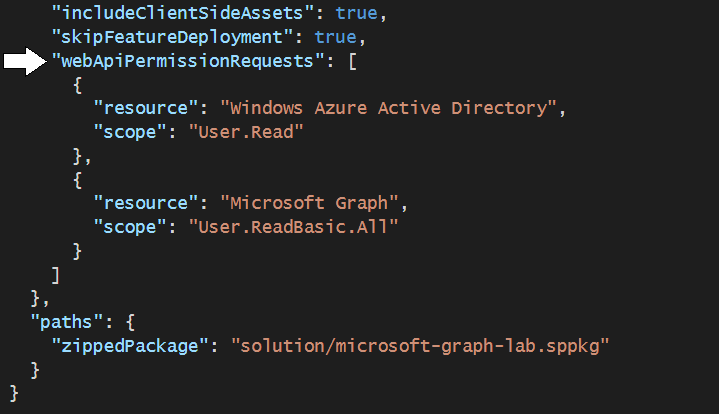 "includeClientSideAssets": true,
"skipFeatureDeployment": true,
"webApiPermissionRequests": [
{
"resource": "Windows Azure Active Directory",
"scope": "User.Read"
},
{
"resource": "Microsoft Graph",
"scope": "User.ReadBasic.All"
}
]
},
"paths": {
"zippedPackage": "solution/microsoft-graph-lab.sppkg"
}
}